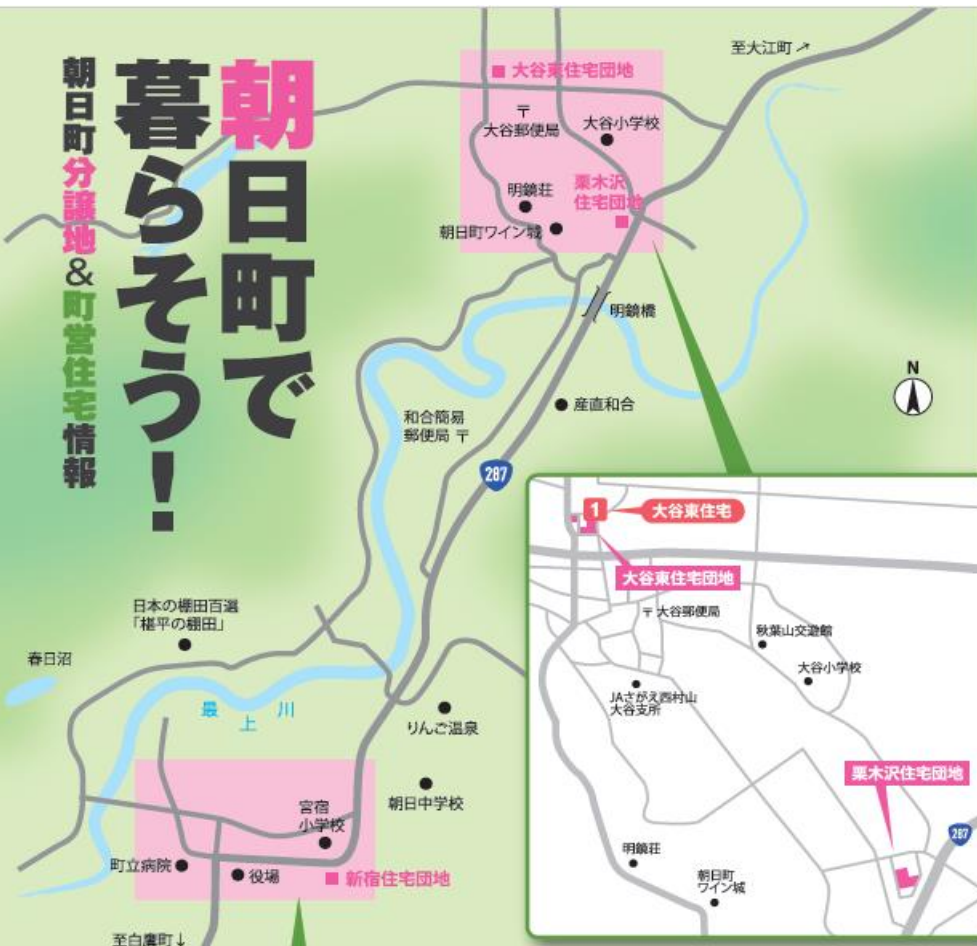 朝日町で
暮らそう！
朝日町分譲地&町営住宅情報
至大江町↗
■ 大谷東住宅団地
〒
大谷郵便局
大谷小学校
明鏡荘
栗木沢
住宅団地
朝日町ワイン城
明鏡橋
N
産直和合
和合簡易
郵便局 〒
287
日本の棚田百選
「椹平の棚田」
春日沼
最上川
りんご温泉
朝日中学校
宮宿
小学校
町立病院
役場
■ 新宿住宅団地
至白鷹町↓
1
大谷東住宅
大谷東住宅団地
〒大谷郵便局
秋葉山交遊館
大谷小学校
JAさがえ西村山
大谷支所
栗木沢住宅団地
287
明鏡荘
朝日町
ワイン城